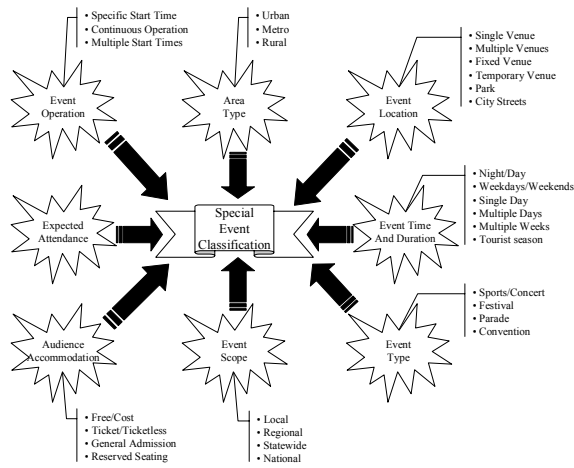 • Specific Start Time
• Continuous Operation
• Multiple Start Times
Event
Operation
• Urban
• Metro
• Rural
Area
Type
• Single Venue
• Multiple Venues
• Fixed Venue
• Temporary Venue
• Park
• City Streets
Event
Location
Expected
Attendance
Special
Event
Classification
• Night/Day
• Weekdays/Weekends
• Single Day
• Multiple Days
• Multiple Weeks
• Tourist season
Event Time
And Duration
Audience
Accommodation
• Free/Cost
• Ticket/Ticketless
• General Admission
• Reserved Seating
Event
Scope
• Local
• Regional
• Statewide
• National
• Sports/Concert
• Festival
• Parade
• Convention
Event
Type